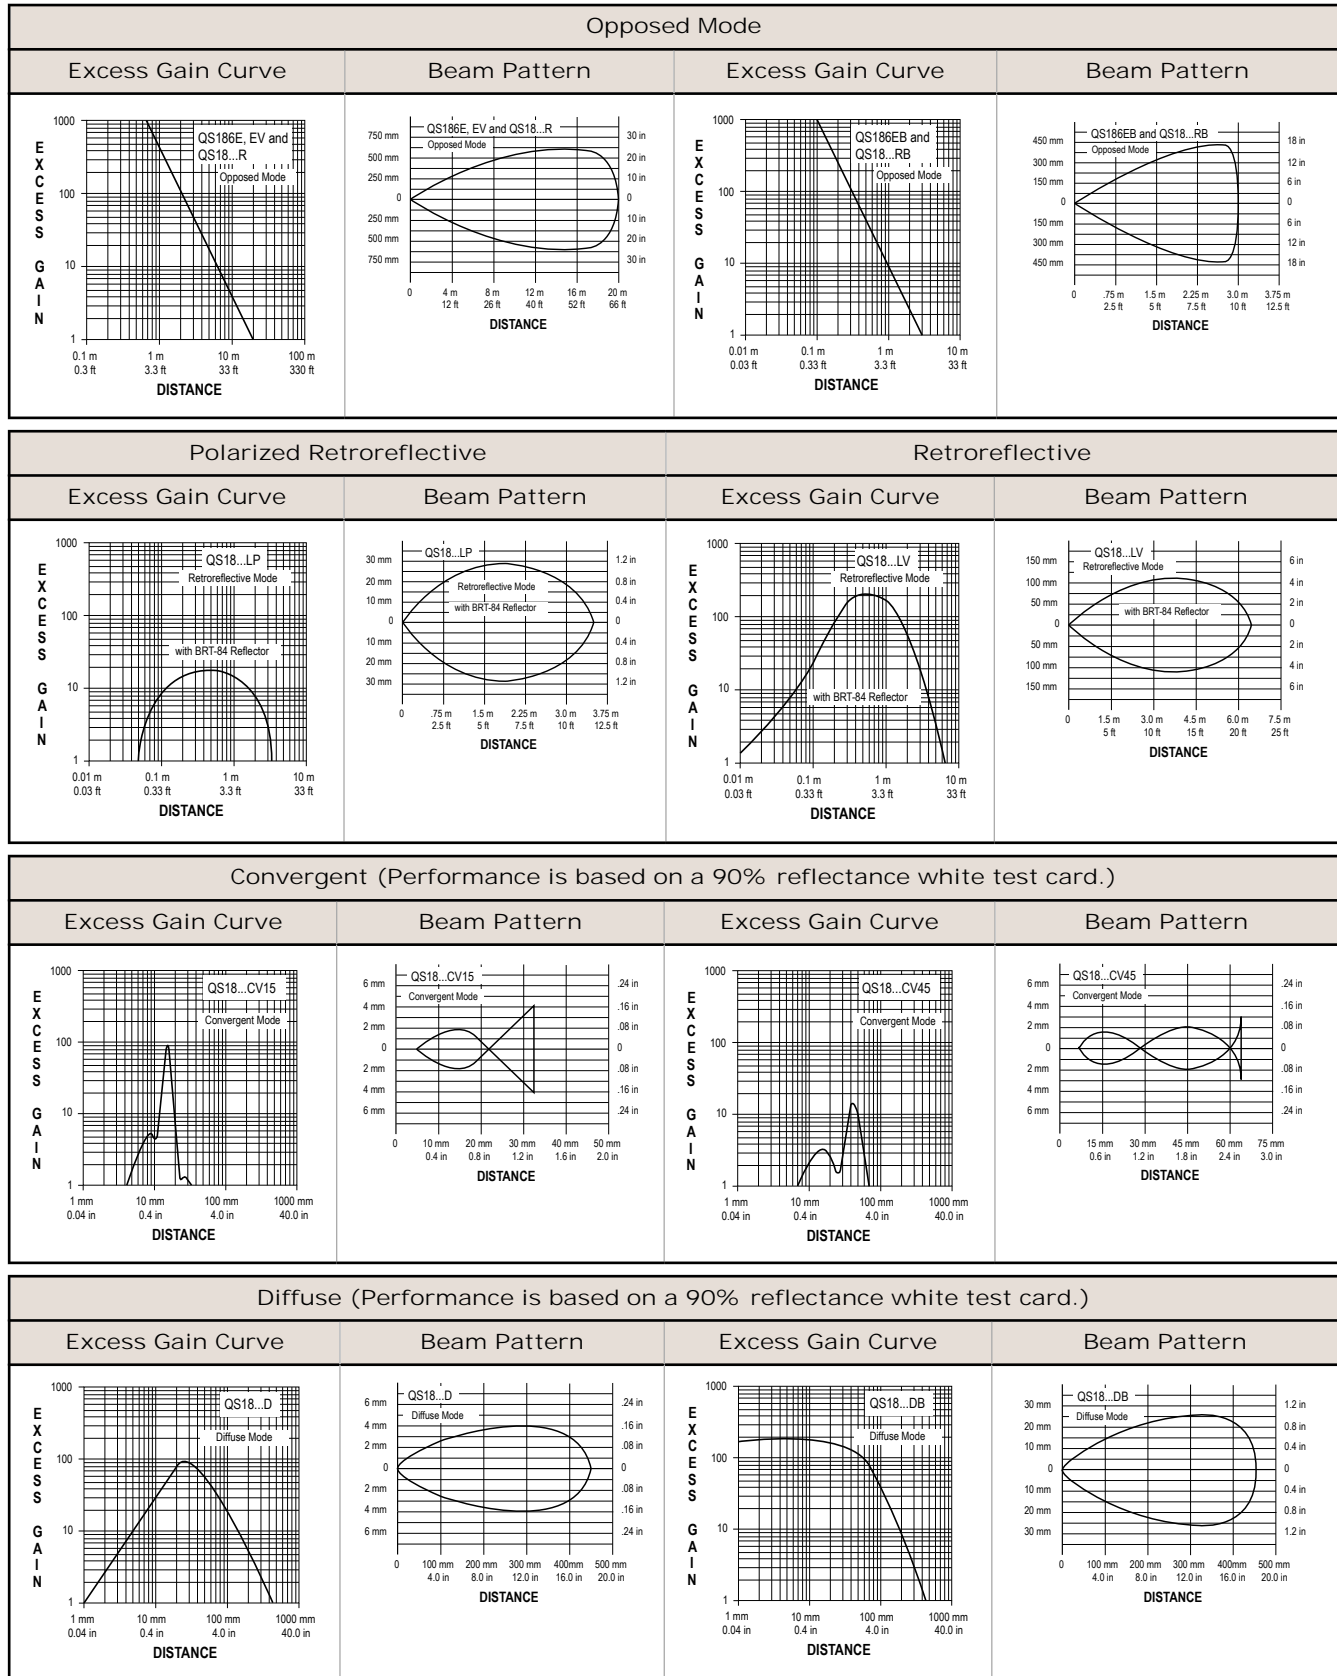 Opposed Mode
Excess Gain Curve
Beam Pattern
Excess Gain Curve
Beam Pattern
EXCESS GAIN
1000
100
10
1
QS186E, EV and
QS18...R
Opposed Mode
0.1 m 1 m 10 m 100 m
0.3 ft 3.3 ft 33 ft 330 ft
DISTANCE
QS186E, EV and QS18...R
Opposed Mode
750 mm 30 in
500 mm 20 in
250 mm 10 in
0 0
250 mm 10 in
500 mm 20 in
750 mm 30 in
0 4 m 8 m 12 m 16 m 20 m
12 ft 26 ft 40 ft 52 ft 66 ft
DISTANCE
EXCESS GAIN
1000
100
10
1
QS186EB and
QS18...RB
Opposed Mode
0.01 m 0.1 m 1 m 10 m
0.03 ft 0.33 ft 3.3 ft 33 ft
DISTANCE
QS186EB and QS18...RB
Opposed Mode
450 mm 18 in
300 mm 12 in
150 mm 6 in
0 0
150 mm 6 in
300 mm 12 in
450 mm 18 in
0 .75 m 1.5 m 2.25 m 3.0 m 3.75 m
2.5 ft 5 ft 7.5 ft 10 ft 12.5 ft
DISTANCE
Polarized Retroreflective
Retroreflective
Excess Gain Curve
Beam Pattern
Excess Gain Curve
Beam Pattern
EXCESS GAIN
1000
100
10
1
QS18...LP
Retroreflective Mode
with BRT-84 Reflector
0.01 m 0.1 m 1 m 10 m
0.03 ft 0.33 ft 3.3 ft 33 ft
DISTANCE
QS18...LP
Retroreflective Mode
with BRT-84 Reflector
30 mm 1.2 in
20 mm 0.8 in
10 mm 0.4 in
0 0
10 mm 0.4 in
20 mm 0.8 in
30 mm 1.2 in
0 .75 m 1.5 m 2.25 m 3.0 m 3.75 m
2.5 ft 5 ft 7.5 ft 10 ft 12.5 ft
DISTANCE
EXCESS GAIN
1000
100
10
1
QS18...LV
Retroreflective Mode
with BRT-84 Reflector
0.01 m 0.1 m 1 m 10 m
0.03 ft 0.33 ft 3.3 ft 33 ft
DISTANCE
QS18...LV
Retroreflective Mode
with BRT-84 Reflector
150 mm 6 in
100 mm 4 in
50 mm 2 in
0 0
50 mm 2 in
100 mm 4 in
150 mm 6 in
0 1.5 m 3.0 m 4.5 m 6.0 m 7.5 m
5 ft 10 ft 15 ft 20 ft 25 ft
DISTANCE
Convergent (Performance is based on a 90% reflectance white test card.)
Excess Gain Curve
Beam Pattern
Excess Gain Curve
Beam Pattern
EXCESS GAIN
1000
100
10
1
QS18...CV15
Convergent Mode
1 mm 10 mm 100 mm 1000 mm
0.04 in 0.4 in 4.0 in 40.0 in
DISTANCE
QS18...CV15
Convergent Mode
6 mm .24 in
4 mm .16 in
2 mm .08 in
0 0
2 mm .08 in
4 mm .16 in
6 mm .24 in
0 10 mm 20 mm 30 mm 40 mm 50 mm
0.4 in 0.8 in 1.2 in 1.6 in 2.0 in
DISTANCE
EXCESS GAIN
1000
100
10
1
QS18...CV45
Convergent Mode
1 mm 10 mm 100 mm 1000 mm
0.04 in 0.4 in 4.0 in 40.0 in
DISTANCE
QS18...CV45
Convergent Mode
6 mm .24 in
4 mm .16 in
2 mm .08 in
0 0
2 mm .08 in
4 mm .16 in
6 mm .24 in
0 15 mm 30 mm 45 mm 60 mm 75 mm
0.6 in 1.2 in 1.8 in 2.4 in 3.0 in
DISTANCE
Diffuse (Performance is based on a 90% reflectance white test card.)
Excess Gain Curve
Beam Pattern
Excess Gain Curve
Beam Pattern
EXCESS GAIN
1000
100
10
1
QS18...D
Diffuse Mode
1 mm 10 mm 100 mm 1000 mm
0.04 in 0.4 in 4.0 in 40.0 in
DISTANCE
QS18...D
Diffuse Mode
6 mm .24 in
4 mm .16 in
2 mm .08 in
0 0
2 mm .08 in
4 mm .16 in
6 mm .24 in
0 100 mm 200 mm 300 mm 400mm 500 mm
4.0 in 8.0 in 12.0 in 16.0 in 20.0 in
DISTANCE
EXCESS GAIN
1000
100
10
1
QS18...DB
Diffuse Mode
1 mm 10 mm 100 mm 1000 mm
0.04 in 0.4 in 4.0 in 40.0 in
DISTANCE
QS18...DB
Diffuse Mode
30 mm 1.2 in
20 mm 0.8 in
10 mm 0.4 in
0 0
10 mm 0.4 in
20 mm 0.8 in
30 mm 1.2 in
0 100 mm 200 mm 300 mm 400mm 500 mm
4.0 in 8.0 in 12.0 in 16.0 in 20.0 in
DISTANCE